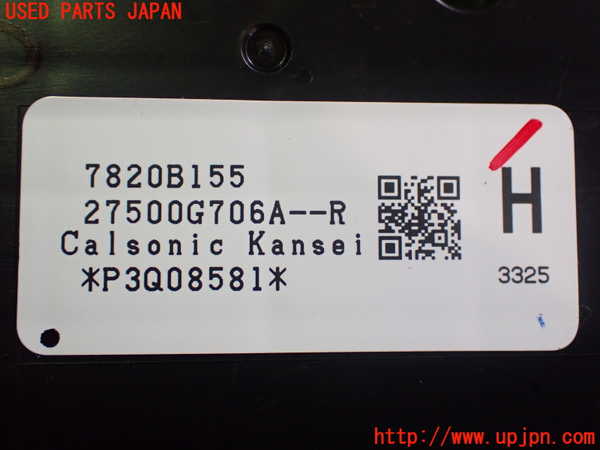 USED PARTS JAPAN
7820B155
27500G706A--R
Calsonic Kansei
*P3Q08581*
H
3325
http://www.upjpn.com/